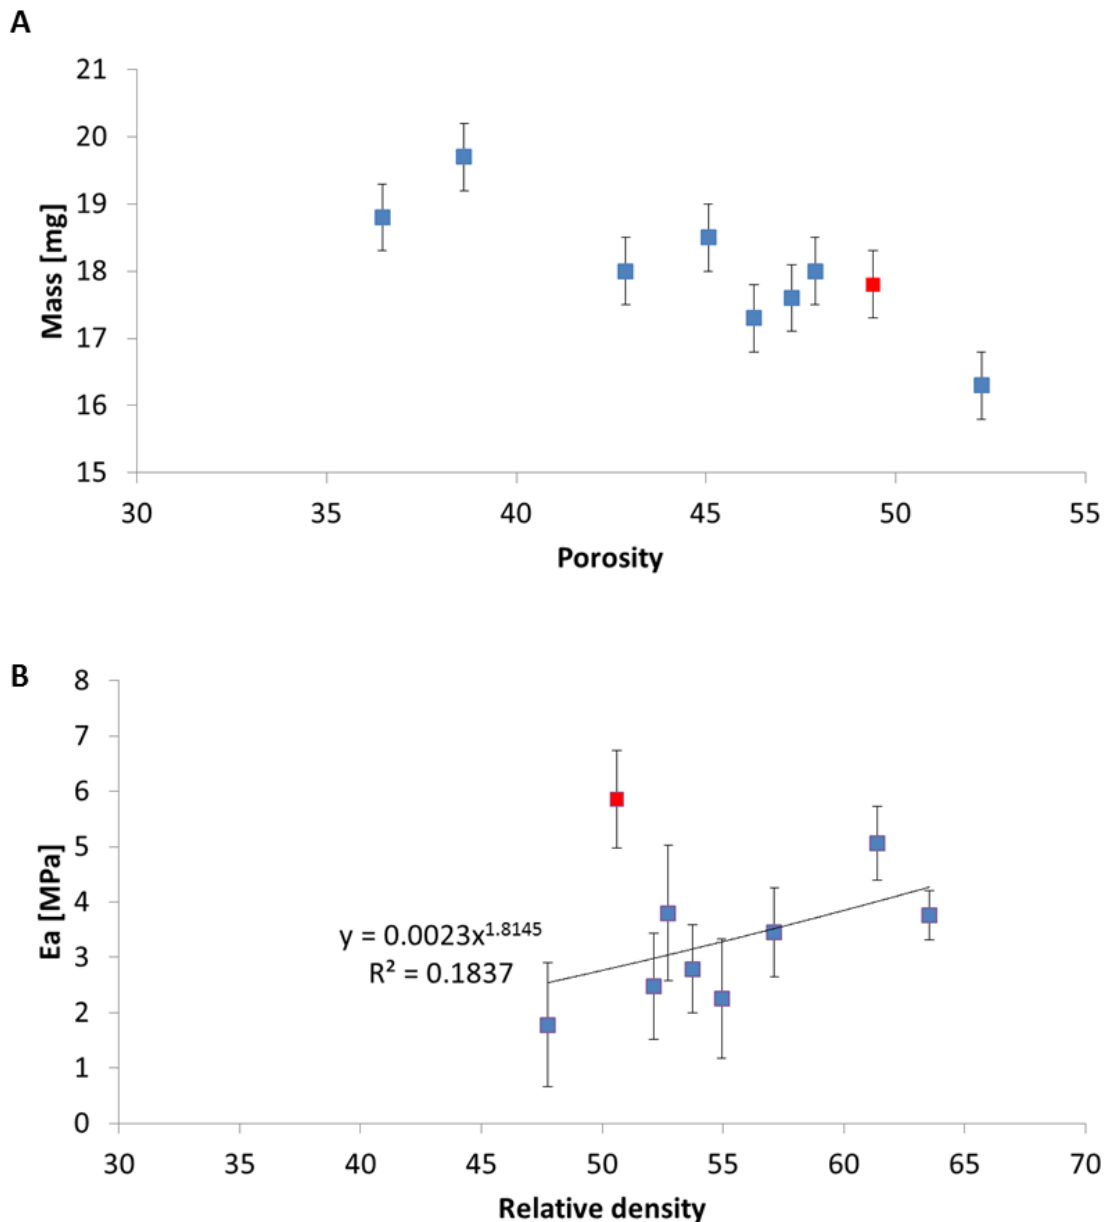 A
21
20
19
18
17
16
15
Mass [mg]
30 35 40 45 50 55
Porosity
B
8
7
6
5
4
3
2
1
0
Ea [MPa]
y = 0.0023x^1.8145
R² = 0.1837
30 35 40 45 50 55 60 65 70
Relative density